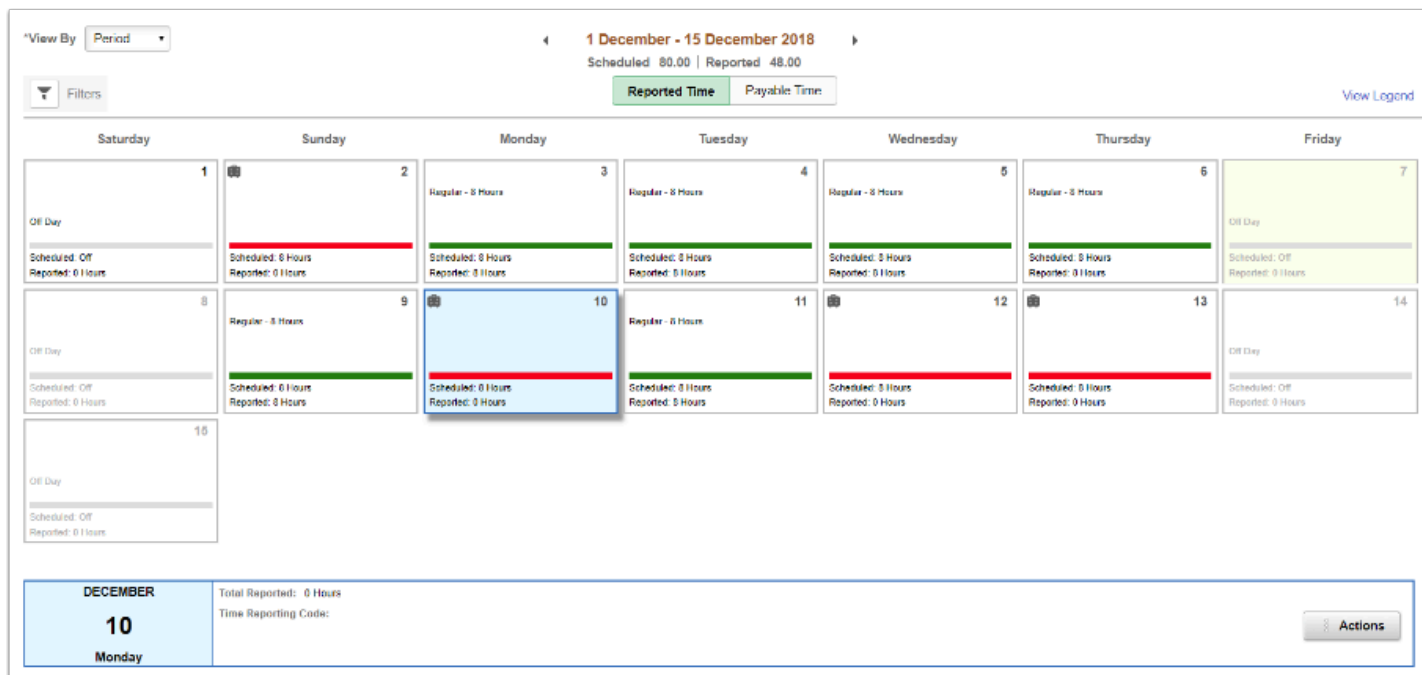 *View By Period
1 December - 15 December 2018
Scheduled 80.00 | Reported 48.00
Filters
Reported Time Payable Time
View Legend
Saturday Sunday Monday Tuesday Wednesday Thursday Friday
1 2 3 4 5 6 7
Regular - 8 Hours Regular - 8 Hours Regular - 8 Hours Regular - 8 Hours
Off Day Off Day
Scheduled: Off Scheduled: 8 Hours Scheduled: 8 Hours Scheduled: 8 Hours Scheduled: 8 Hours Scheduled: 8 Hours Scheduled: Off
Reported: 0 Hours Reported: 0 Hours Reported: 8 Hours Reported: 8 Hours Reported: 8 Hours Reported: 8 Hours Reported: 0 Hours
8 9 10 11 12 13 14
Regular - 8 Hours Regular - 8 Hours
Off Day Off Day
Scheduled: Off Scheduled: 8 Hours Scheduled: 8 Hours Scheduled: 8 Hours Scheduled: 8 Hours Scheduled: 8 Hours Scheduled: Off
Reported: 0 Hours Reported: 8 Hours Reported: 0 Hours Reported: 8 Hours Reported: 0 Hours Reported: 0 Hours Reported: 0 Hours
15
Off Day
Scheduled: Off
Reported: 0 Hours
DECEMBER
10
Monday
Total Reported: 0 Hours
Time Reporting Code:
Actions